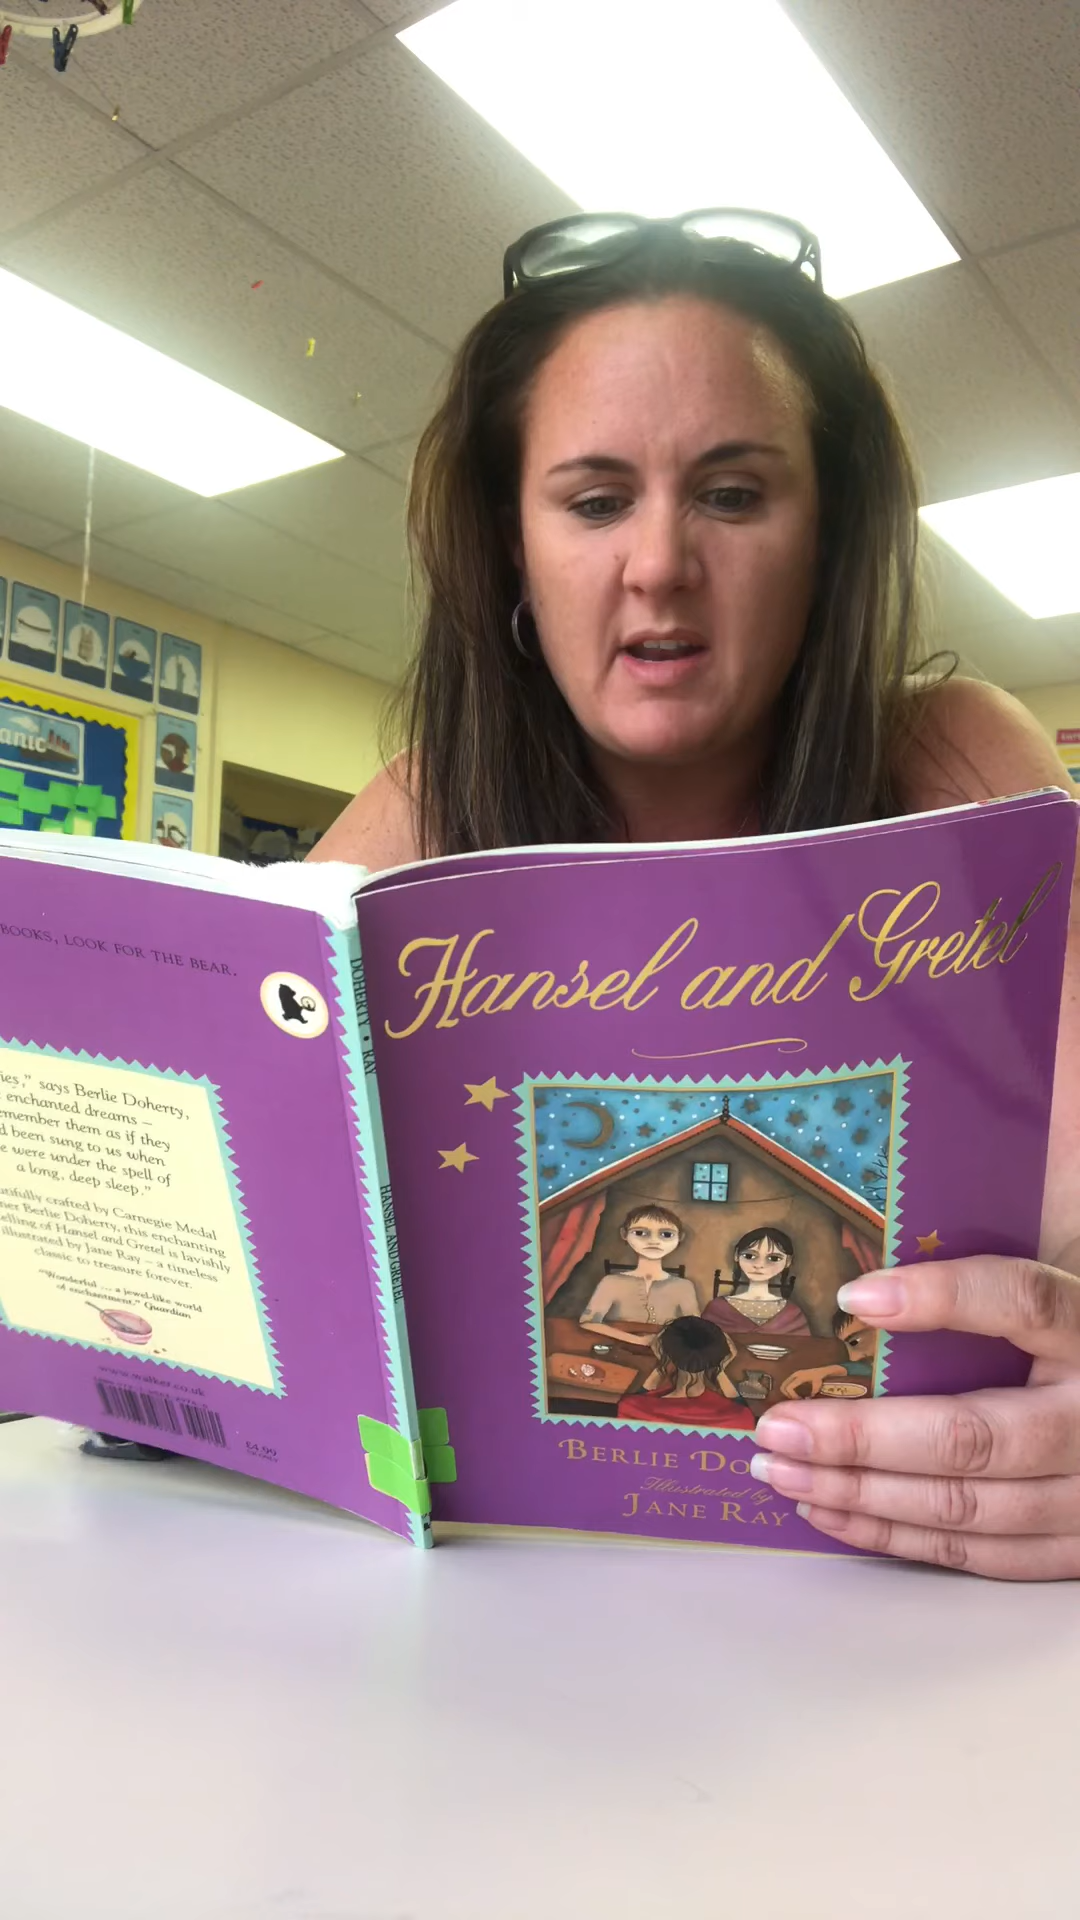 anic
BOOKS, LOOK FOR THE BEAR.
ies," says Berlie Doherty,
enchanted dreams –
emember them as if they
d been sung to us when
e were under the spell of
a long, deep sleep."
utifully crafted by Carnegie Medal
ner Berlie Doherty, this enchanting
elling of Hansel and Gretel is lavishly
illustrated by Jane Ray – a timeless
classic to treasure forever.
"Wonderful ... a jewel-like world
of enchantment." Guardian
www.walker.co.uk
£4.99
UK ONLY
DOHERTY • RAY
HANSEL AND GRETEL
Hansel and Gretel
BERLIE DO
Illustrated by
JANE RAY